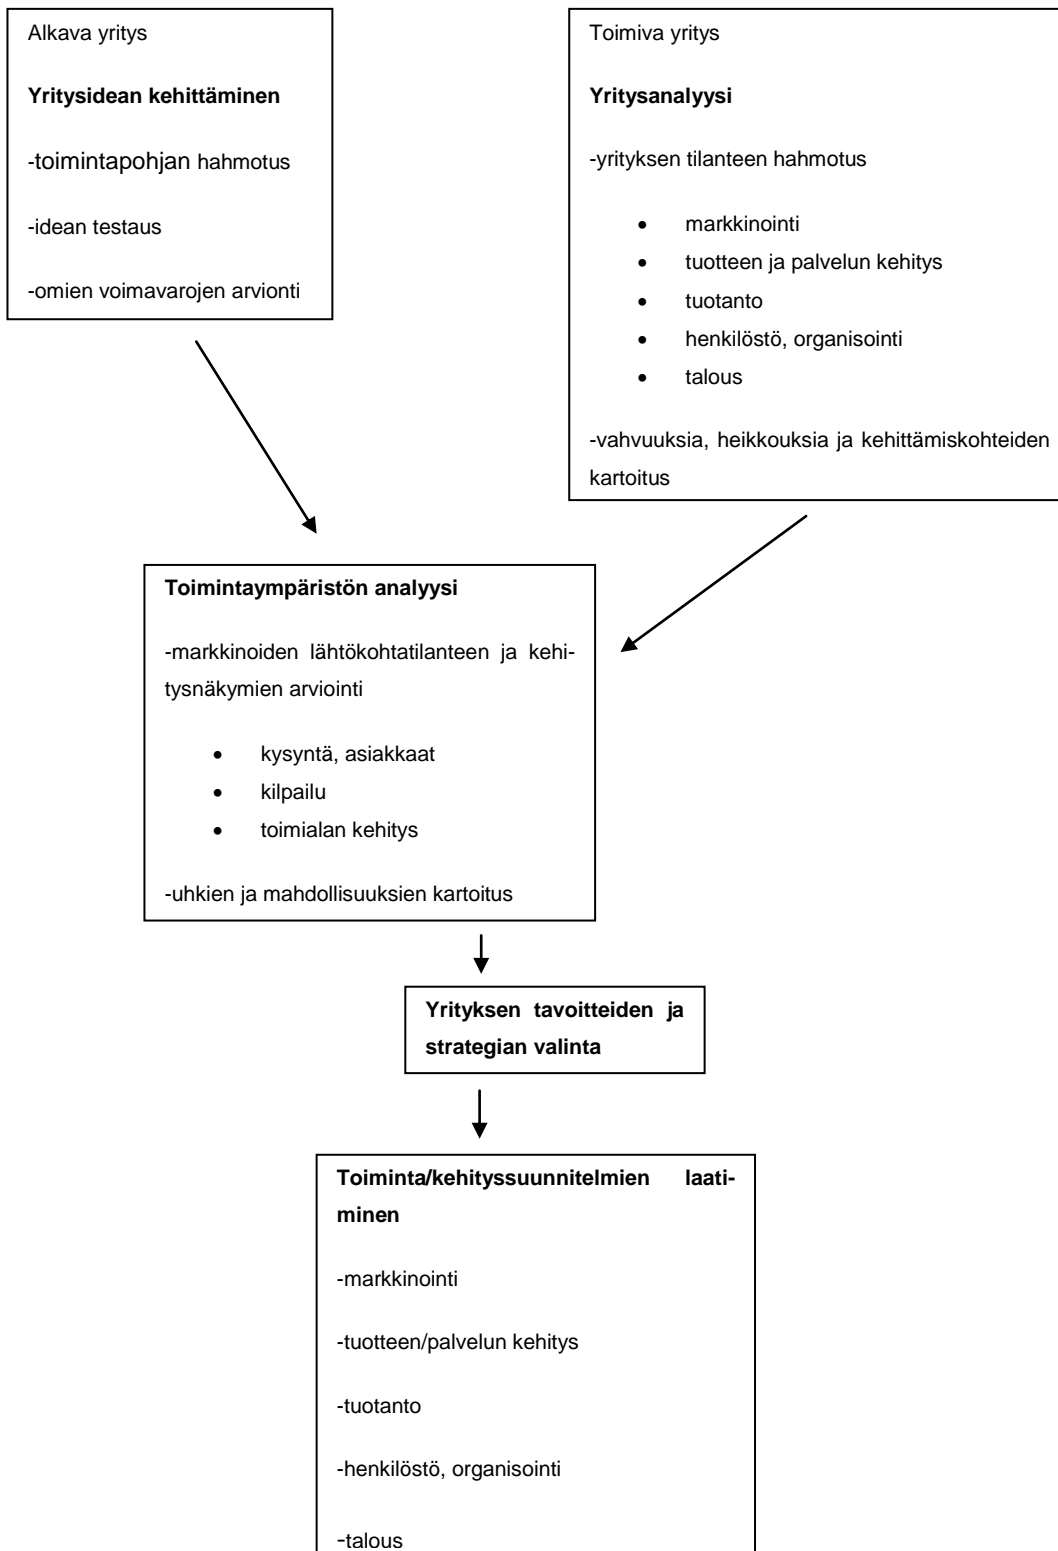 Alkava yritys
Yritysidean kehittäminen
-toimintapohjan hahmotus
-idean testaus
-omien voimavarojen arvionti
Toimiva yritys
Yritysanalyysi
-yrityksen tilanteen hahmotus
• markkinointi
• tuotteen ja palvelun kehitys
• tuotanto
• henkilöstö, organisointi
• talous
-vahvuuksia, heikkouksia ja kehittämiskohteiden
kartoitus
Toimintaympäristön analyysi
-markkinoiden lähtökohtatilanteen ja kehi-
tysnäkymien arviointi
• kysyntä, asiakkaat
• kilpailu
• toimialan kehitys
-uhkien ja mahdollisuuksien kartoitus
Yrityksen tavoitteiden ja
strategian valinta
Toiminta/kehityssuunnitelmien laati-
minen
-markkinointi
-tuotteen/palvelun kehitys
-tuotanto
-henkilöstö, organisointi
-talous